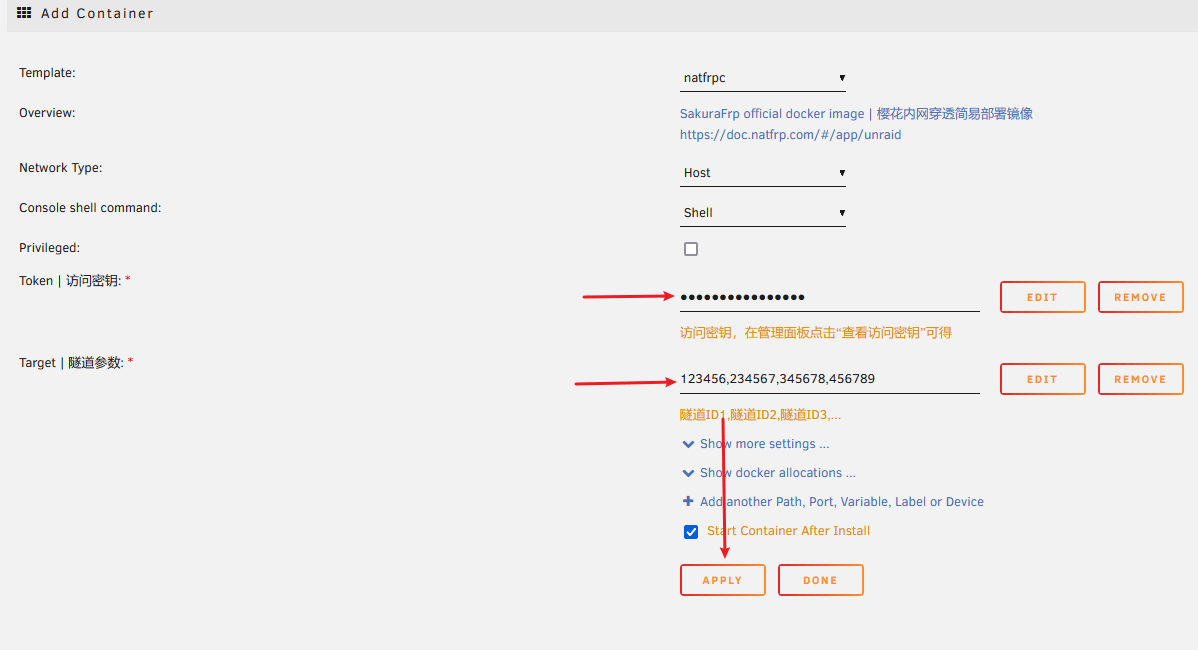 Add Container
Template:
natfrpc
Overview:
SakuraFrp official docker image | 樱花内网穿透简易部署镜像
https://doc.natfrp.com/#/app/unraid
Network Type:
Host
Console shell command:
Shell
Privileged:
Token | 访问密钥: *
●●●●●●●●●●●●●●●●
EDIT
REMOVE
访问密钥，在管理面板点击“查看访问密钥”可得
Target | 隧道参数: *
123456,234567,345678,456789
EDIT
REMOVE
隧道ID1,隧道ID2,隧道ID3,...
Show more settings ...
Show docker allocations ...
Add another Path, Port, Variable, Label or Device
Start Container After Install
APPLY
DONE